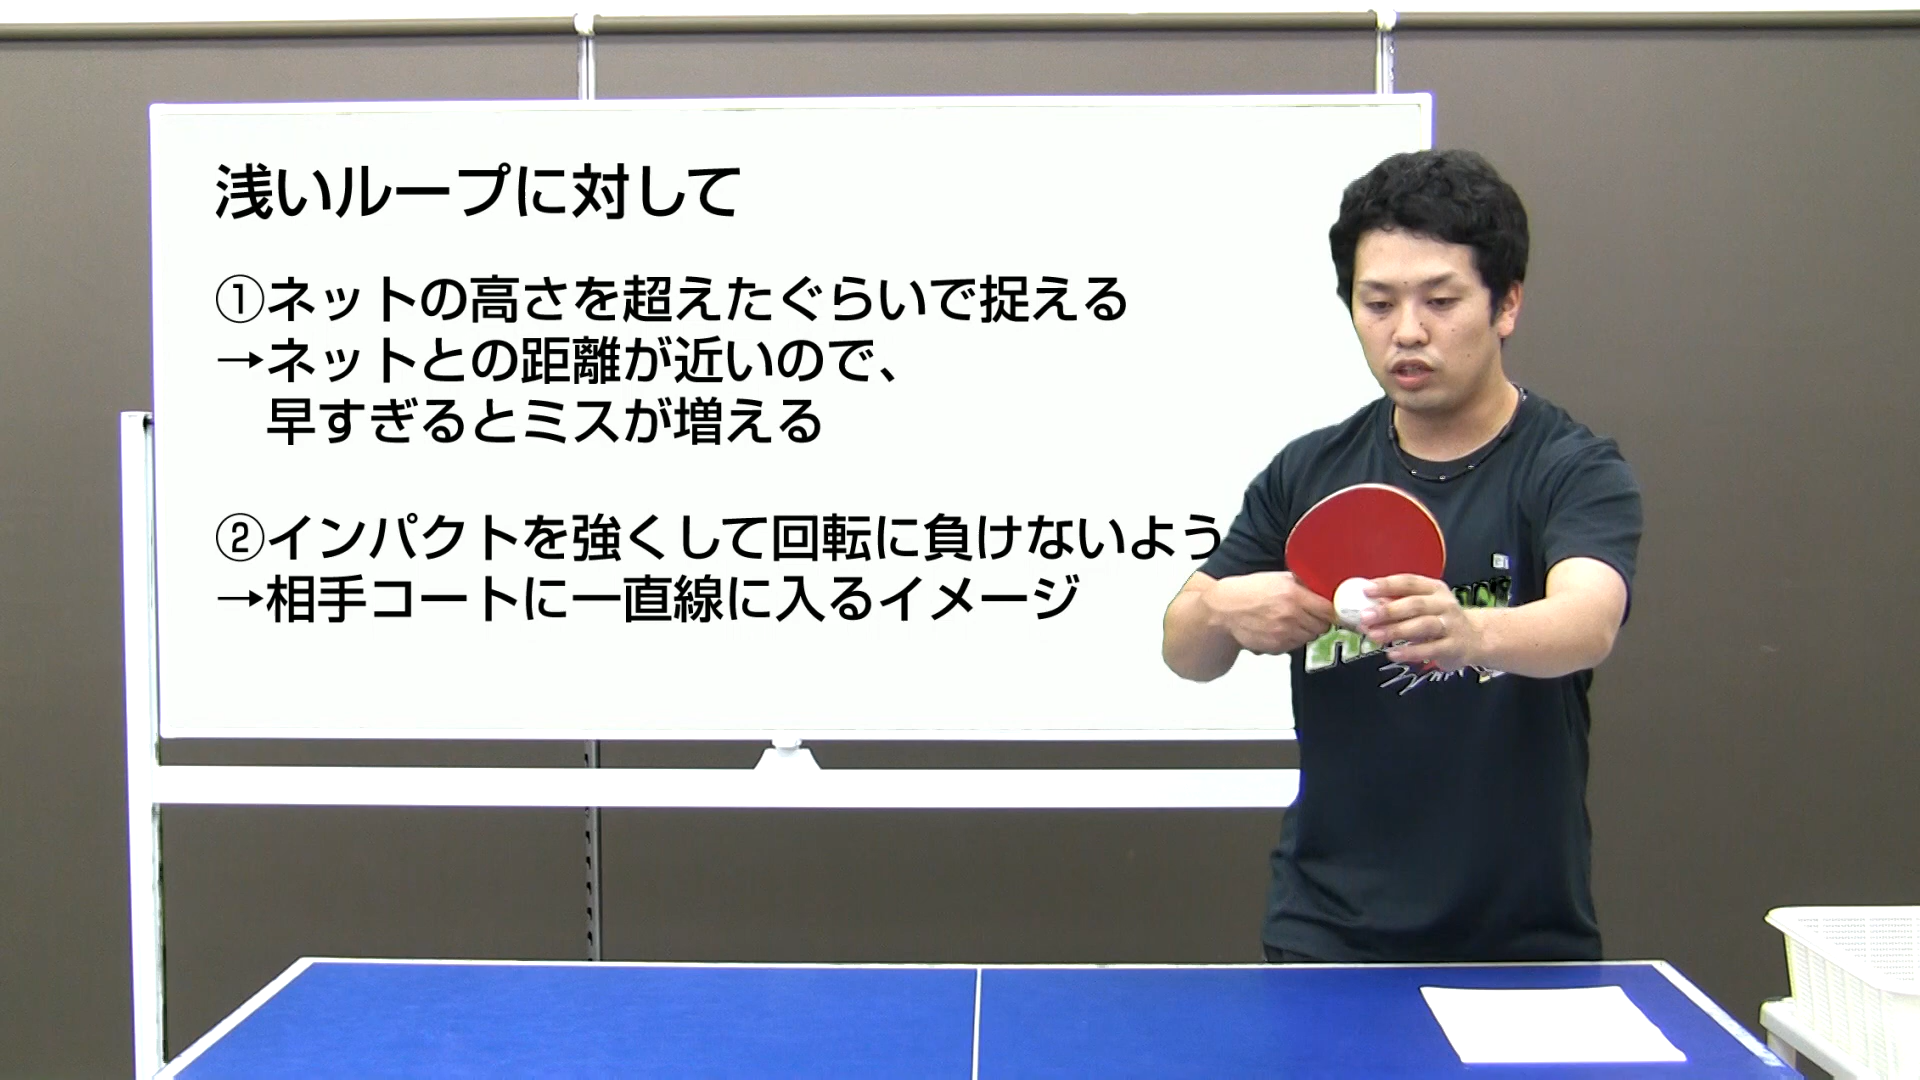 浅いループに対して
①ネットの高さを超えたぐらいで捉える
→ネットとの距離が近いので、
早すぎるとミスが増える
②インパクトを強くして回転に負けないよう
→相手コートに一直線に入るイメージ